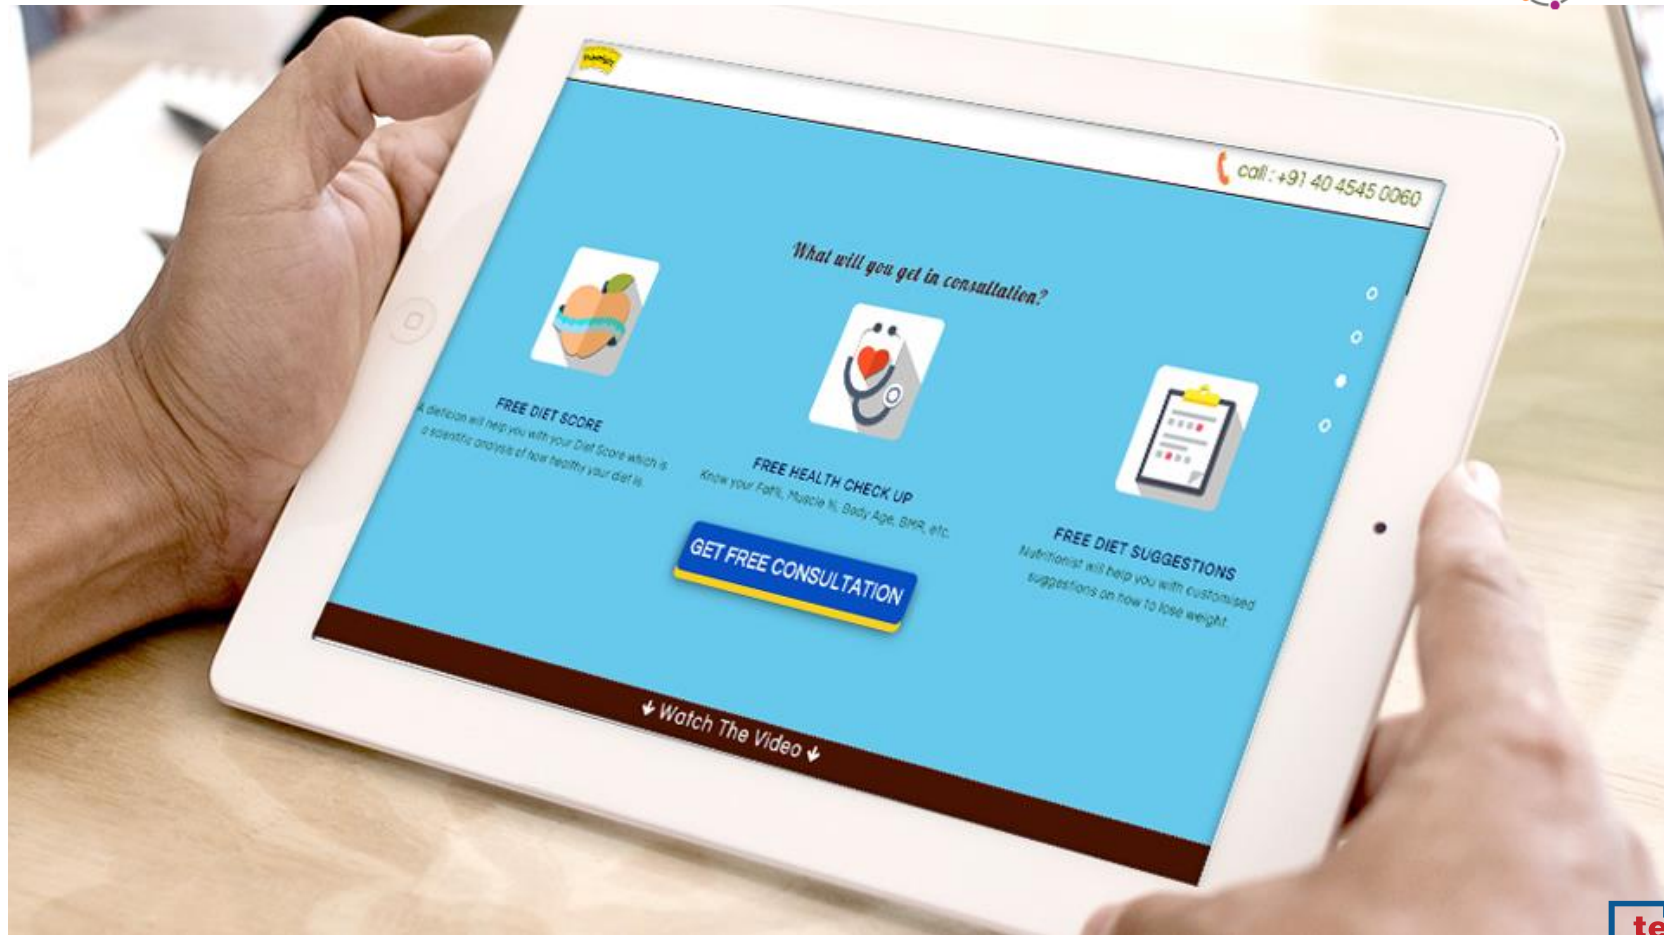 call : +91 40 4545 0060
What will you get in consultation?
FREE DIET SCORE
A dietician will help you with your Diet Score which is
a scientific analysis of how healthy your diet is.
FREE HEALTH CHECK UP
Know your Fat%, Muscle %, Body Age, BMR, etc.
FREE DIET SUGGESTIONS
Nutritionist will help you with customised
suggestions on how to lose weight.
GET FREE CONSULTATION
↓ Watch The Video ↓
te